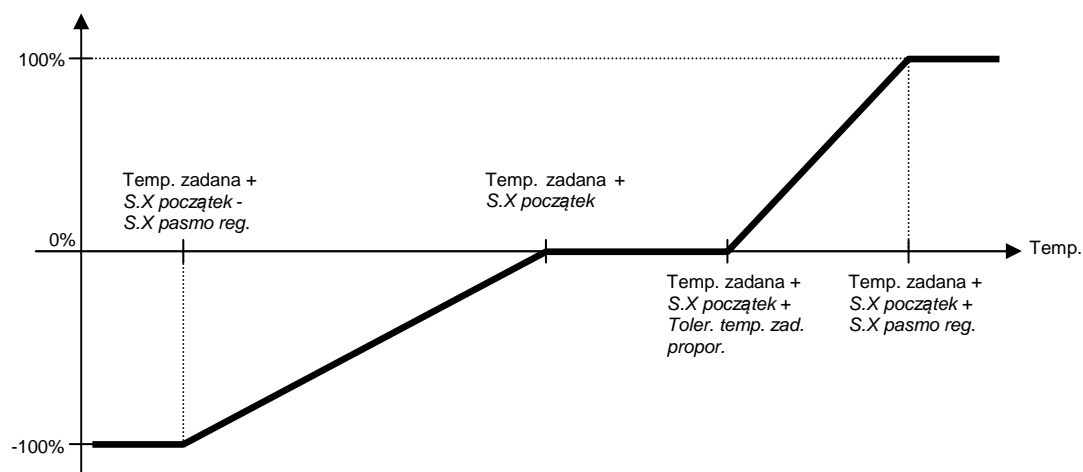 100%
Temp. zadana +
S.X początek -
S.X pasmo reg.
Temp. zadana +
S.X początek
0%
Temp.
Temp. zadana +
S.X początek +
Toler. temp. zad.
propor.
Temp. zadana +
S.X początek +
S.X pasmo reg.
-100%